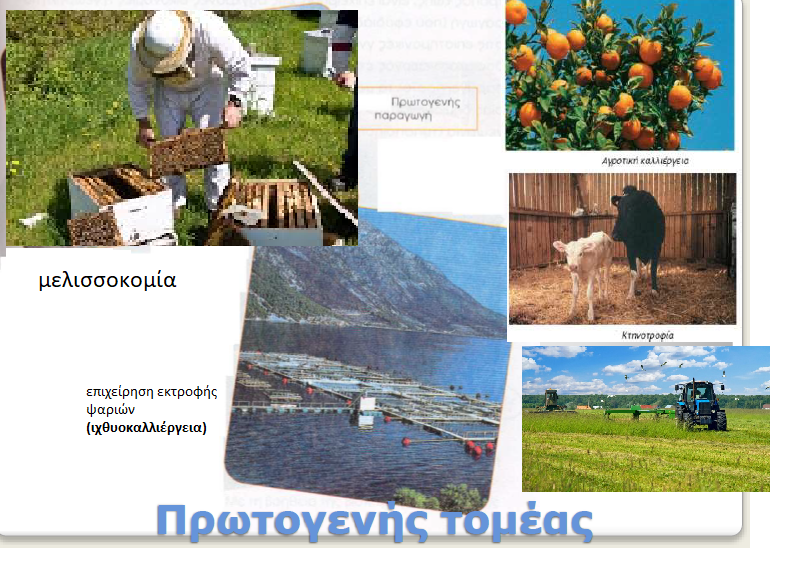 Πρωτογενής
παραγωγή
Αγροτική καλλιέργεια
μελισσοκομία
Κτηνοτροφία
επιχείρηση εκτροφής
ψαριών
(ιχθυοκαλλιέργεια)
Πρωτογενής τομέας